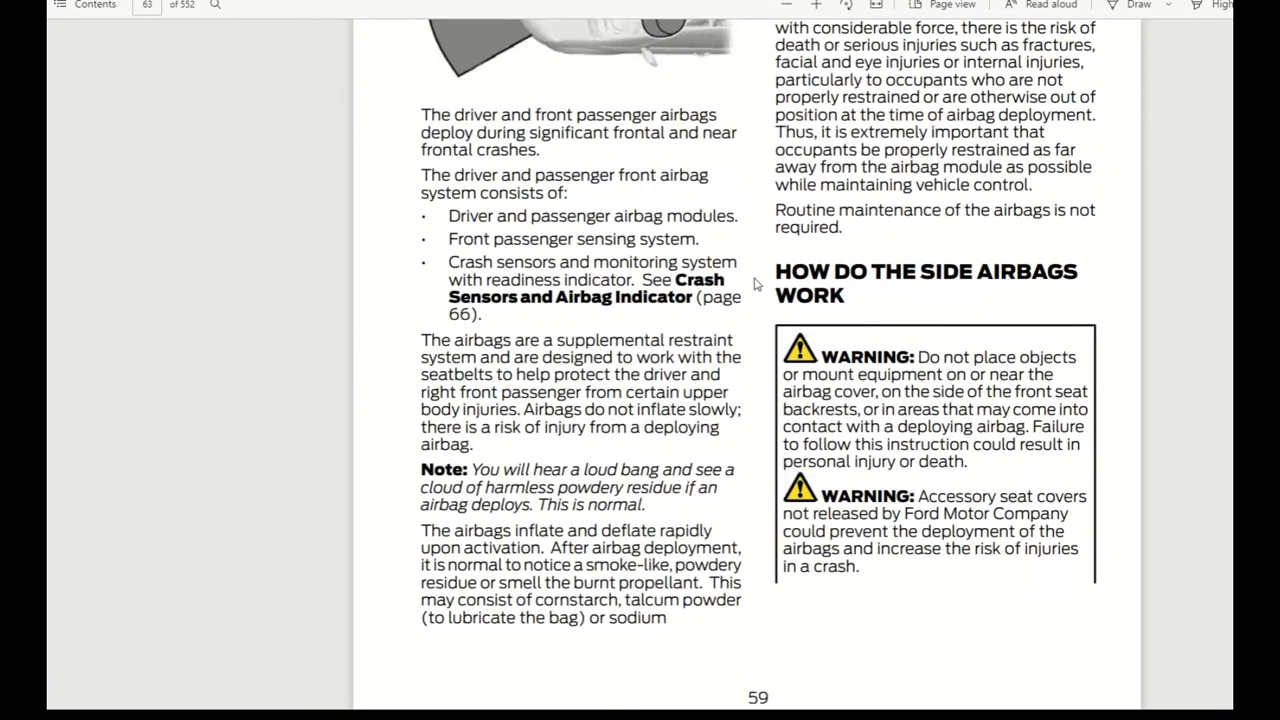 Contents
63
of 552
Page view
Read aloud
Draw
High
The driver and front passenger airbags
deploy during significant frontal and near
frontal crashes.
The driver and passenger front airbag
system consists of:
· Driver and passenger airbag modules.
· Front passenger sensing system.
· Crash sensors and monitoring system
with readiness indicator. See Crash
Sensors and Airbag Indicator (page
66).
The airbags are a supplemental restraint
system and are designed to work with the
seatbelts to help protect the driver and
right front passenger from certain upper
body injuries. Airbags do not inflate slowly;
there is a risk of injury from a deploying
airbag.
Note: You will hear a loud bang and see a
cloud of harmless powdery residue if an
airbag deploys. This is normal.
The airbags inflate and deflate rapidly
upon activation. After airbag deployment,
it is normal to notice a smoke-like, powdery
residue or smell the burnt propellant. This
may consist of cornstarch, talcum powder
(to lubricate the bag) or sodium
with considerable force, there is the risk of
death or serious injuries such as fractures,
facial and eye injuries or internal injuries,
particularly to occupants who are not
properly restrained or are otherwise out of
position at the time of airbag deployment.
Thus, it is extremely important that
occupants be properly restrained as far
away from the airbag module as possible
while maintaining vehicle control.
Routine maintenance of the airbags is not
required.
HOW DO THE SIDE AIRBAGS
WORK
WARNING: Do not place objects
or mount equipment on or near the
airbag cover, on the side of the front seat
backrests, or in areas that may come into
contact with a deploying airbag. Failure
to follow this instruction could result in
personal injury or death.
WARNING: Accessory seat covers
not released by Ford Motor Company
could prevent the deployment of the
airbags and increase the risk of injuries
in a crash.
59